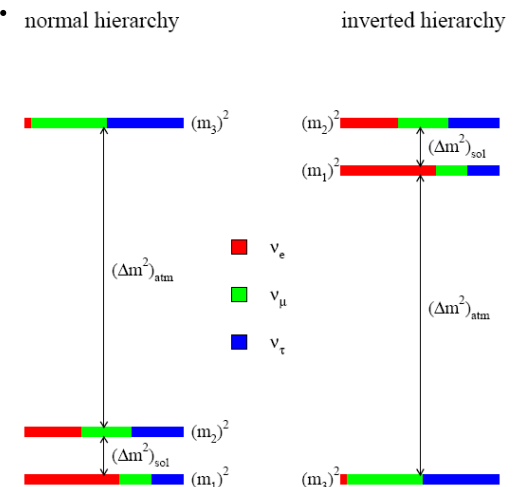 normal hierarchy
inverted hierarchy
(m₃)²
(m₂)²
(Δm²)sol
(m₁)²
(Δm²)atm
νe
νμ
ντ
(Δm²)atm
(m₂)²
(Δm²)sol
(m₁)²
(m₃)²